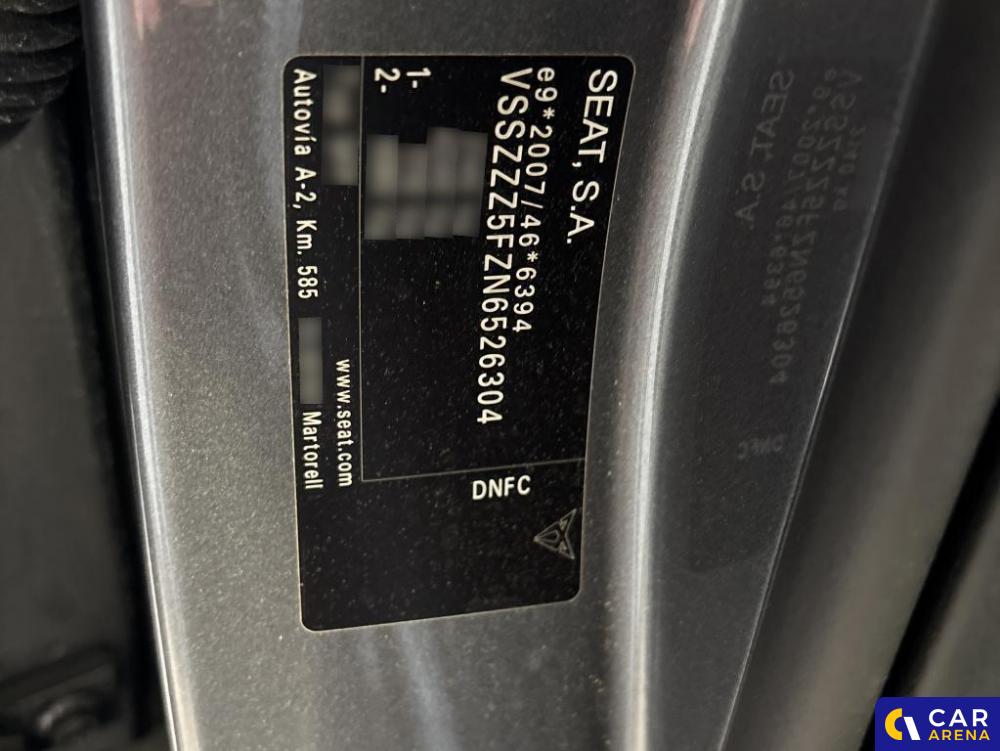 SEAT, S.A.
e9*2007/46*6394
VSSZZZ5FZN6526304
1-
2-
DNFC
www.seat.com
Autovía A-2, Km. 585 Martorell
CAR
ARENA